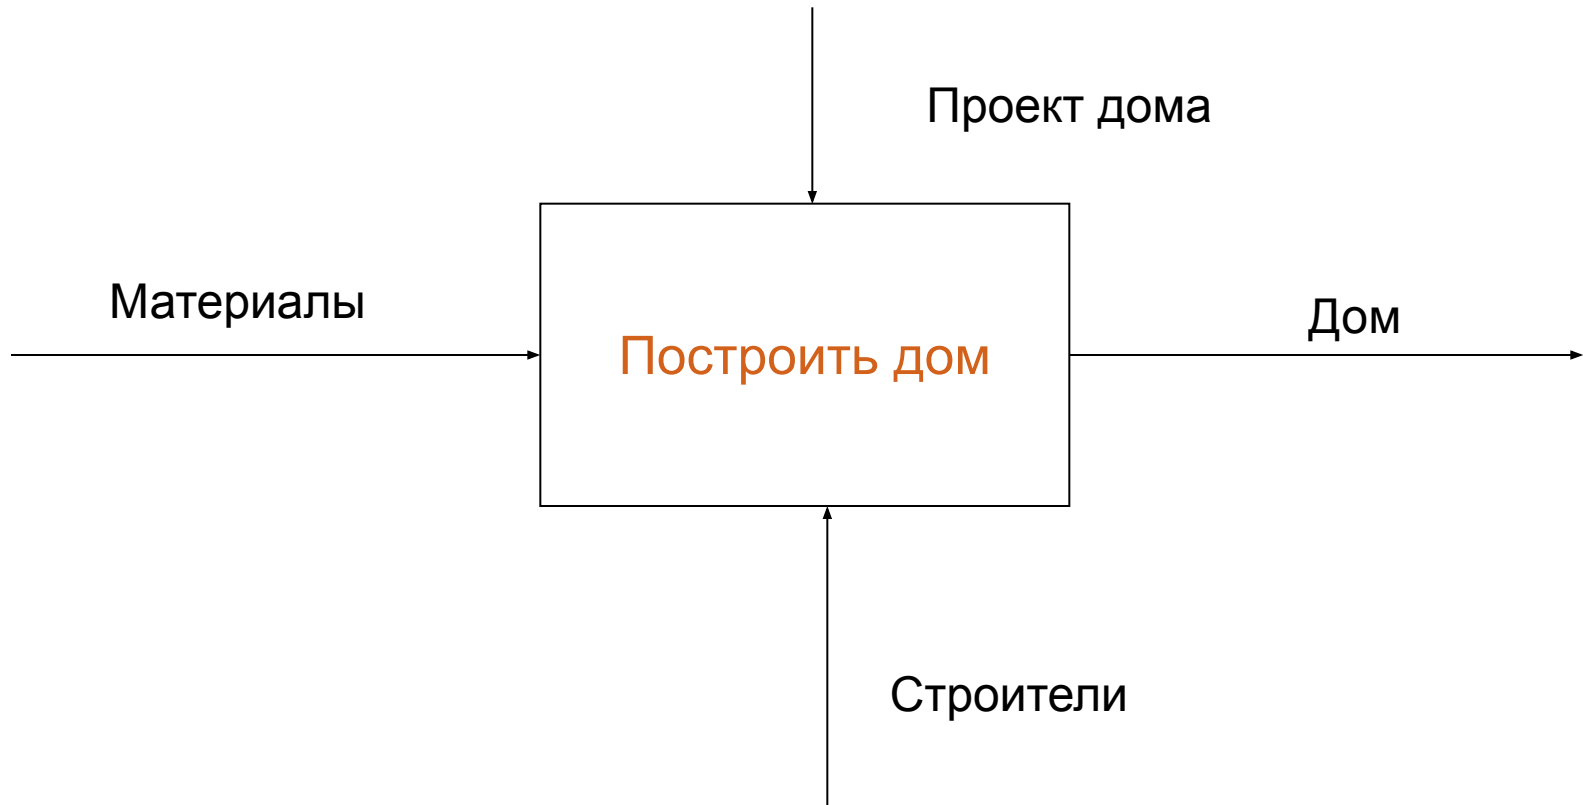 Проект дома
Материалы
Дом
Построить дом
Строители